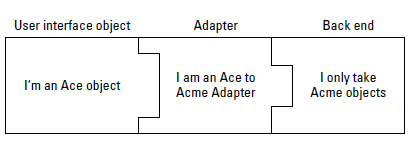 User interface object
Adapter
Back end
I'm an Ace object
I am an Ace to
Acme Adapter
I only take
Acme objects